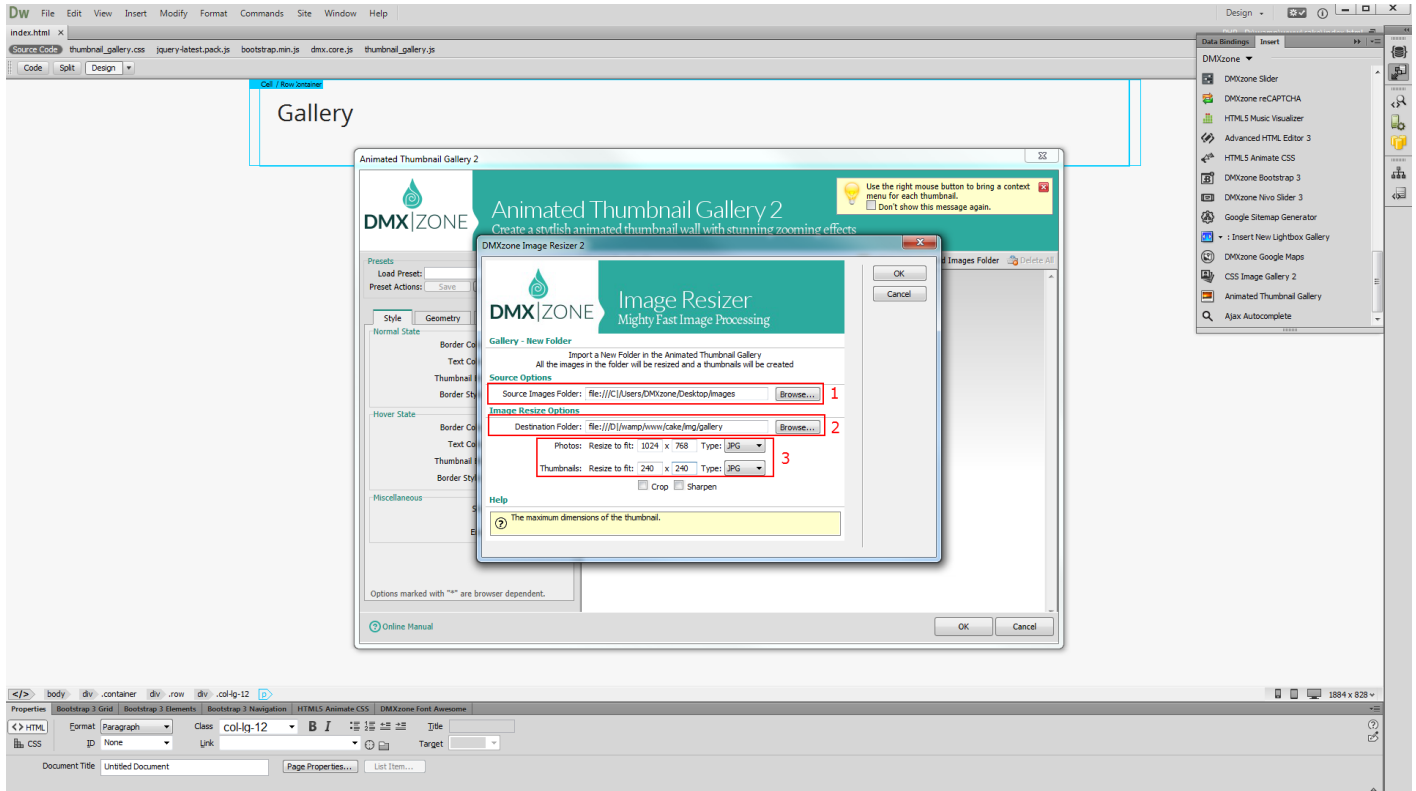 Dw File Edit View Insert Modify Format Commands Site Window Help
Design
index.html ×
Source Code thumbnail_gallery.css jquery-latest.pack.js bootstrap.min.js dmx.core.js thumbnail_gallery.js
Code Split Design
Cell / Row
Gallery
Data Bindings Insert
DMXzone
DMXzone Slider
DMXzone reCAPTCHA
HTML5 Music Visualizer
Advanced HTML Editor 3
HTML5 Animate CSS
DMXzone Bootstrap 3
DMXzone Nivo Slider 3
Google Sitemap Generator
: Insert New Lightbox Gallery
DMXzone Google Maps
CSS Image Gallery 2
Animated Thumbnail Gallery
Ajax Autocomplete
Animated Thumbnail Gallery 2
DMX ZONE
Animated Thumbnail Gallery 2
Create a stylish animated thumbnail wall with stunning zooming effects
Use the right mouse button to bring a context
menu for each thumbnail.
Don't show this message again.
Presets
Load Preset:
Preset Actions: Save
d Images Folder Delete All
Style Geometry
Normal State
Border Co
Text Co
Thumbnail
Border Sty
Hover State
Border Co
Text Co
Thumbnail
Border Styl
Miscellaneous
S
E
Options marked with "*" are browser dependent.
Online Manual
OK Cancel
DMXzone Image Resizer 2
DMX ZONE
Image Resizer
Mighty Fast Image Processing
OK
Cancel
Gallery - New Folder
Import a New Folder in the Animated Thumbnail Gallery
All the images in the folder will be resized and a thumbnails will be created
Source Options
Source Images Folder: file:///C|/Users/DMXzone/Desktop/images Browse... 1
Image Resize Options
Destination Folder: file:///D|/wamp/www/cake/img/gallery Browse... 2
Photos: Resize to fit: 1024 x 768 Type: JPG
3
Thumbnails: Resize to fit: 240 x 240 Type: JPG
Crop Sharpen
Help
The maximum dimensions of the thumbnail.
</> body div .container div .row div .col-lg-12 p
1884 x 828
Properties Bootstrap 3 Grid Bootstrap 3 Elements Bootstrap 3 Navigation HTML5 Animate CSS DMXzone Font Awesome
<> HTML Format Paragraph Class col-lg-12 B I Title
CSS ID None Link Target
Document Title Untitled Document Page Properties... List Item...